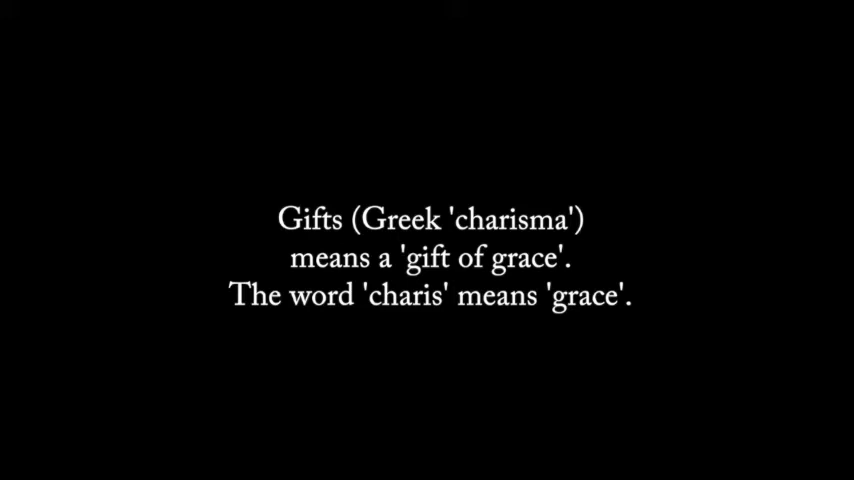 Gifts (Greek 'charisma')
means a 'gift of grace'.
The word 'charis' means 'grace'.